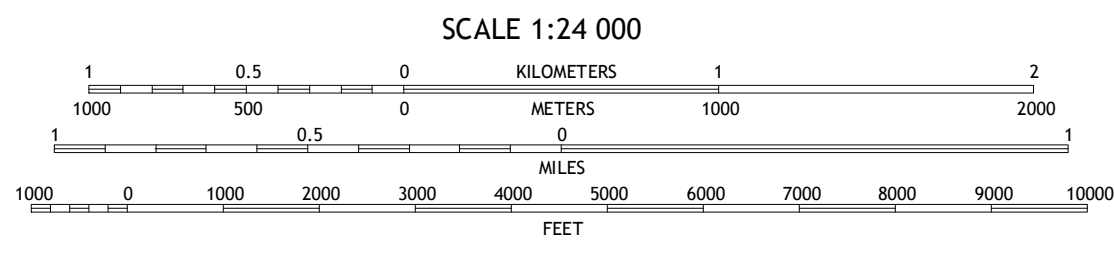 SCALE 1:24 000
1 0.5 0 KILOMETERS 1 2
1000 500 0 METERS 1000 2000
1 0.5 0 1
MILES
1000 0 1000 2000 3000 4000 5000 6000 7000 8000 9000 10000
FEET